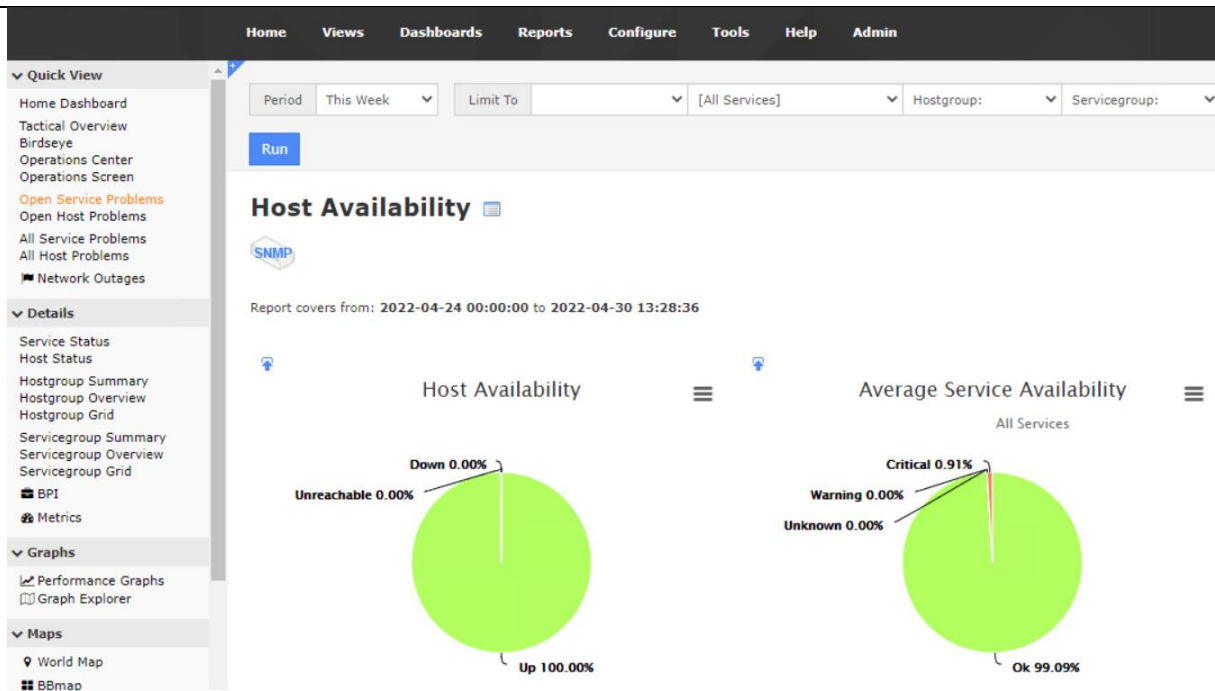 Home Views Dashboards Reports Configure Tools Help Admin
Quick View
Home Dashboard
Tactical Overview
Birdseye
Operations Center
Operations Screen
Open Service Problems
Open Host Problems
All Service Problems
All Host Problems
Network Outages
Details
Service Status
Host Status
Hostgroup Summary
Hostgroup Overview
Hostgroup Grid
Servicegroup Summary
Servicegroup Overview
Servicegroup Grid
BPI
Metrics
Graphs
Performance Graphs
Graph Explorer
Maps
World Map
BBmap
Period This Week Limit To [All Services] Hostgroup: Servicegroup:
Run
Host Availability
SNMP
Report covers from: 2022-04-24 00:00:00 to 2022-04-30 13:28:36
Host Availability
Down 0.00%
Unreachable 0.00%
Up 100.00%
Average Service Availability
All Services
Critical 0.91%
Warning 0.00%
Unknown 0.00%
Ok 99.09%